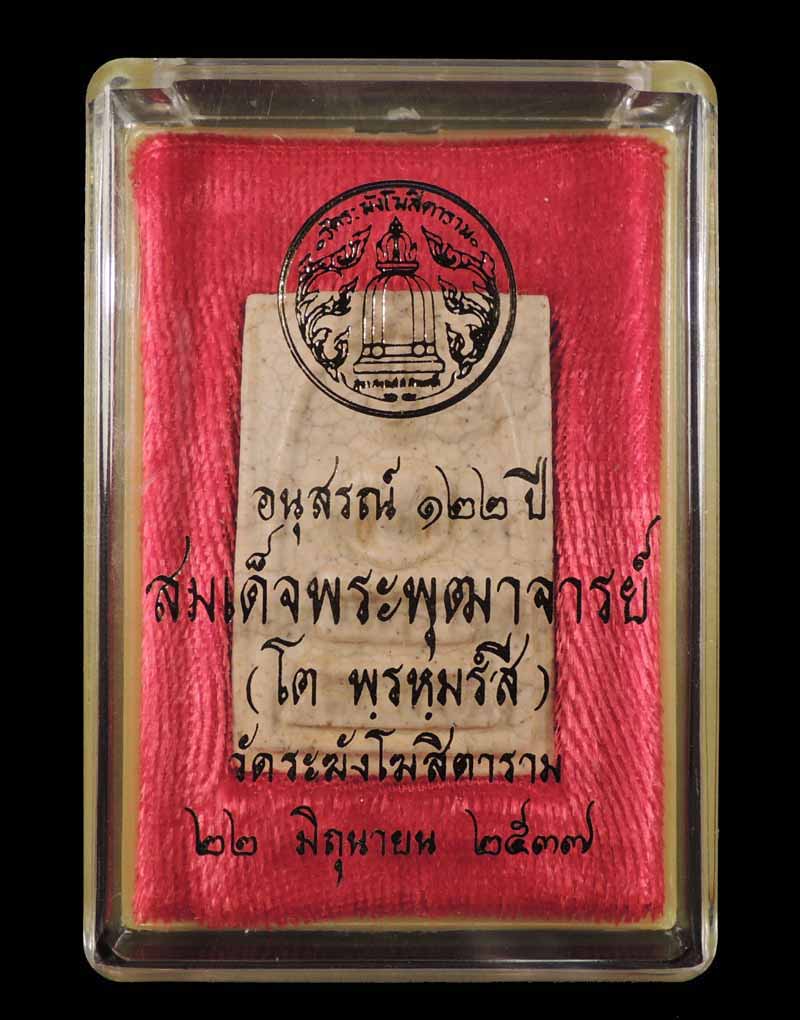 วัดระฆังโฆสิตาราม
อนุสรณ์ ๑๒๒ ปี
สมเด็จพระพุฒาจารย์
(โต พฺรหฺมรํสี)
วัดระฆังโฆสิตาราม
๒๒ มิถุนายน ๒๕๓๗